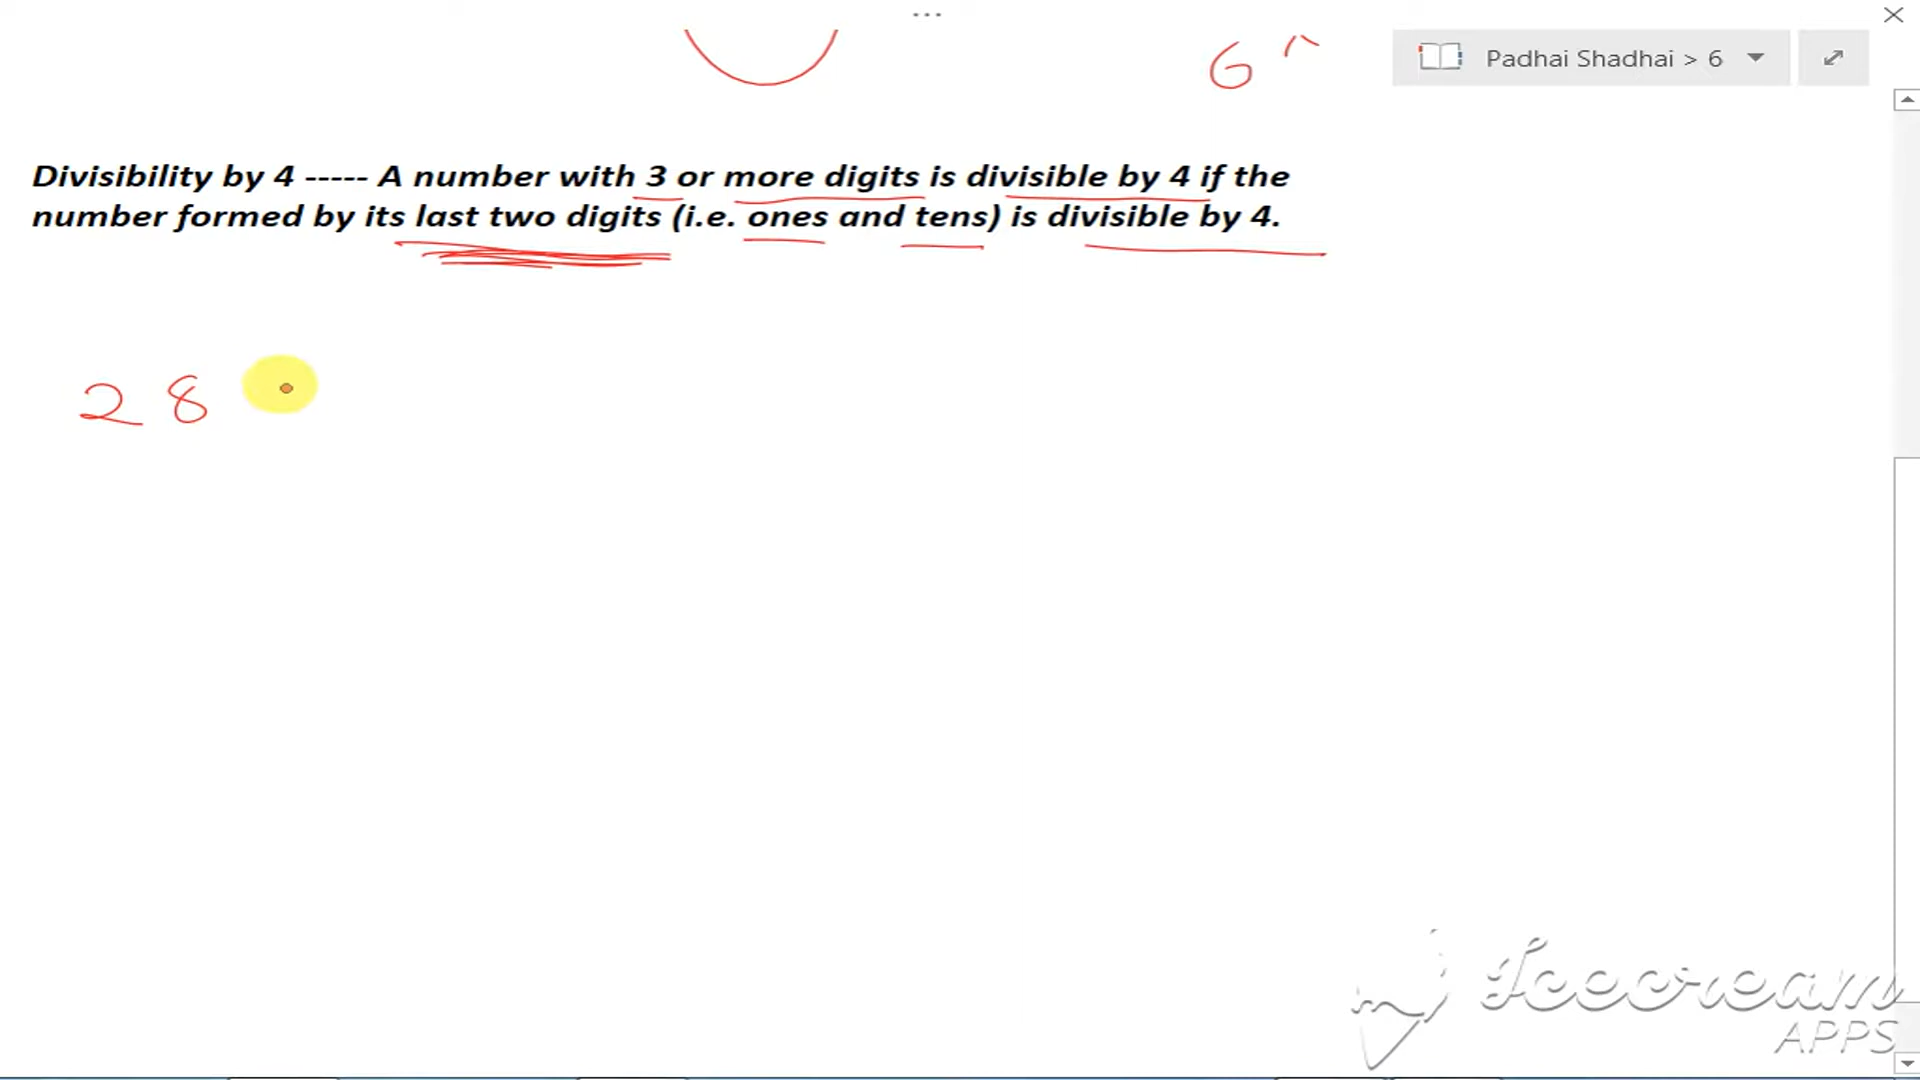 ...
6
Padhai Shadhai > 6
Divisibility by 4 ----- A number with 3 or more digits is divisible by 4 if the
number formed by its last two digits (i.e. ones and tens) is divisible by 4.
2 8
Icecream
APPS